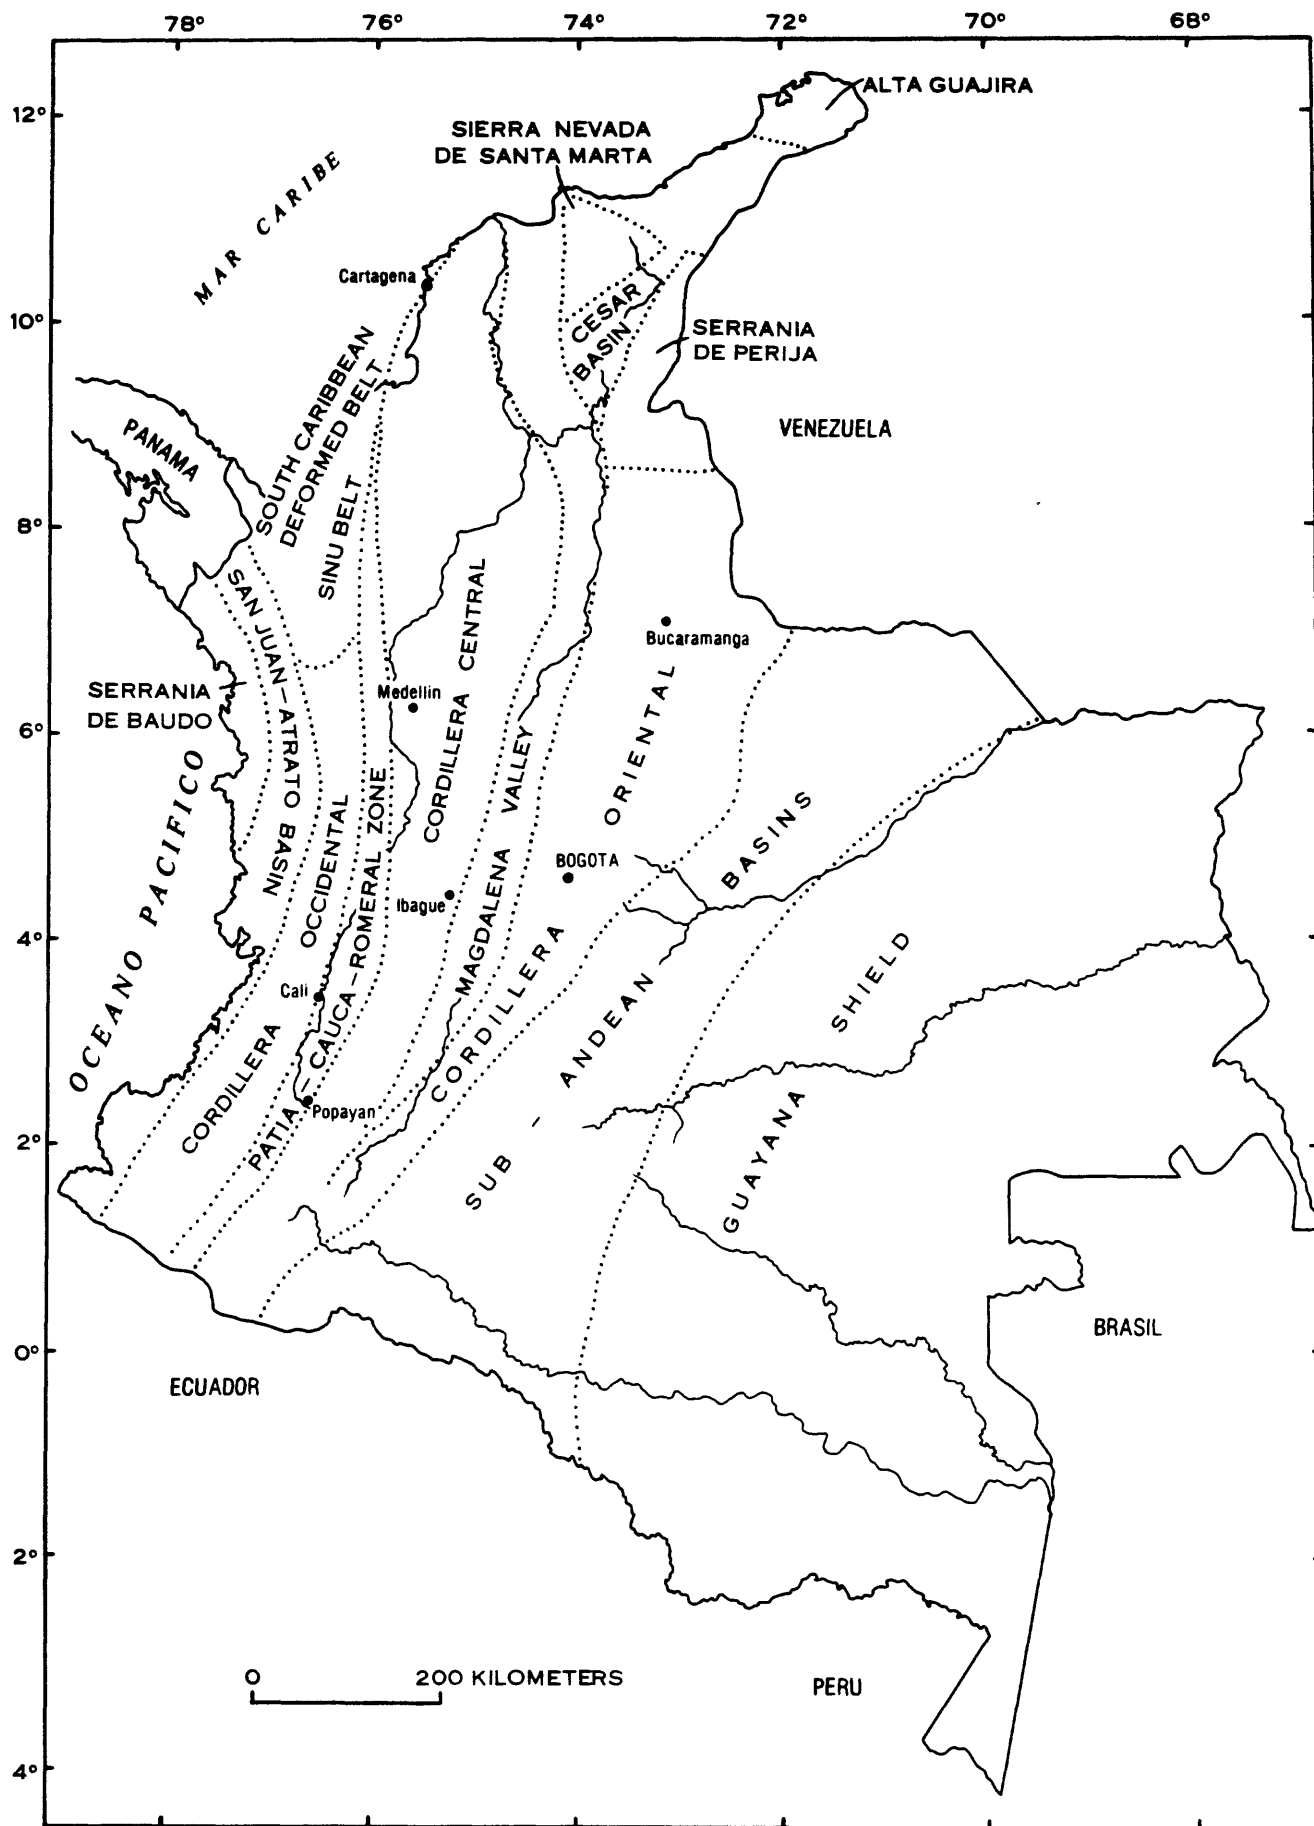 78° 76° 74° 72° 70° 68°
12°
10°
8°
6°
4°
2°
0°
2°
4°
ALTA GUAJIRA
SIERRA NEVADA
DE SANTA MARTA
MAR CARIBE
Cartagena
CESAR
BASIN
SERRANIA
DE PERIJA
SOUTH CARIBBEAN
DEFORMED BELT
SINU BELT
PANAMA
VENEZUELA
SAN JUAN-ATRATO BASIN
SERRANIA
DE BAUDO
Medellin
Bucaramanga
CORDILLERA CENTRAL
MAGDALENA VALLEY
CORDILLERA ORIENTAL
OCEANO PACIFICO
CORDILLERA OCCIDENTAL
PATIA - CAUCA-ROMERAL ZONE
BOGOTA
Ibague
Cali
Popayan
SUB - ANDEAN BASINS
GUAYANA SHIELD
ECUADOR
BRASIL
PERU
0 200 KILOMETERS